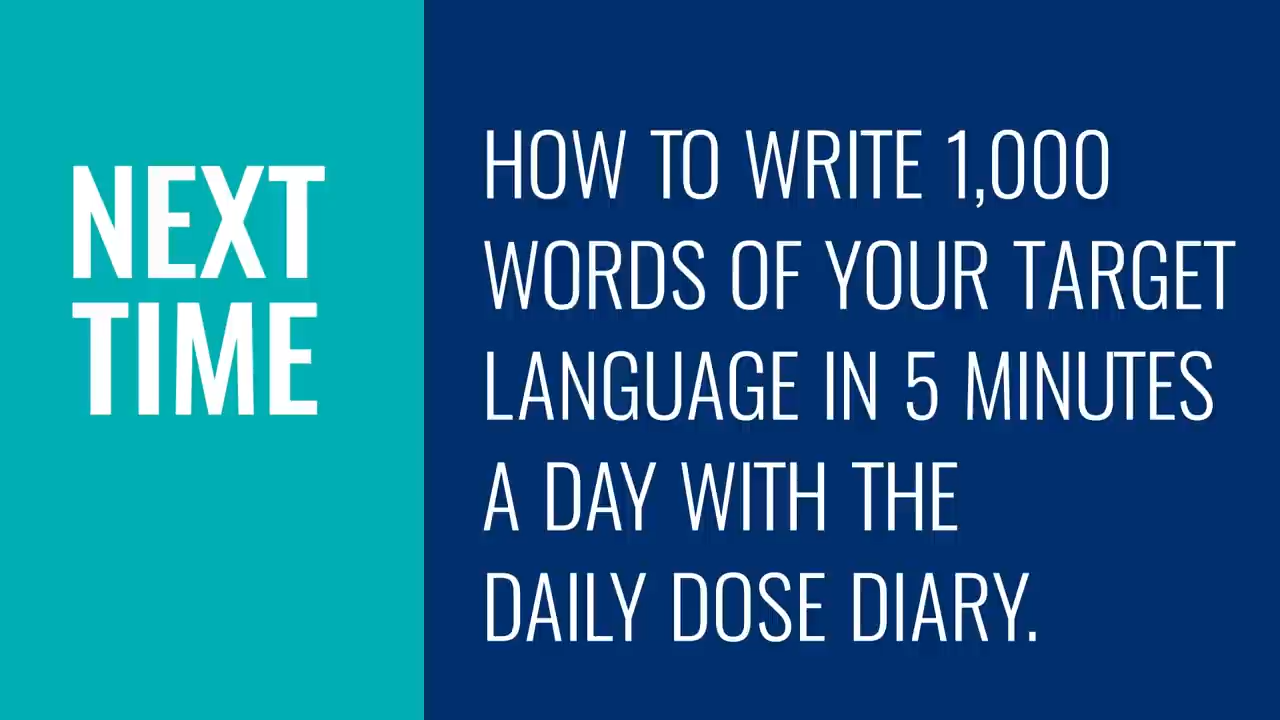 NEXT
TIME
HOW TO WRITE 1,000
WORDS OF YOUR TARGET
LANGUAGE IN 5 MINUTES
A DAY WITH THE
DAILY DOSE DIARY.